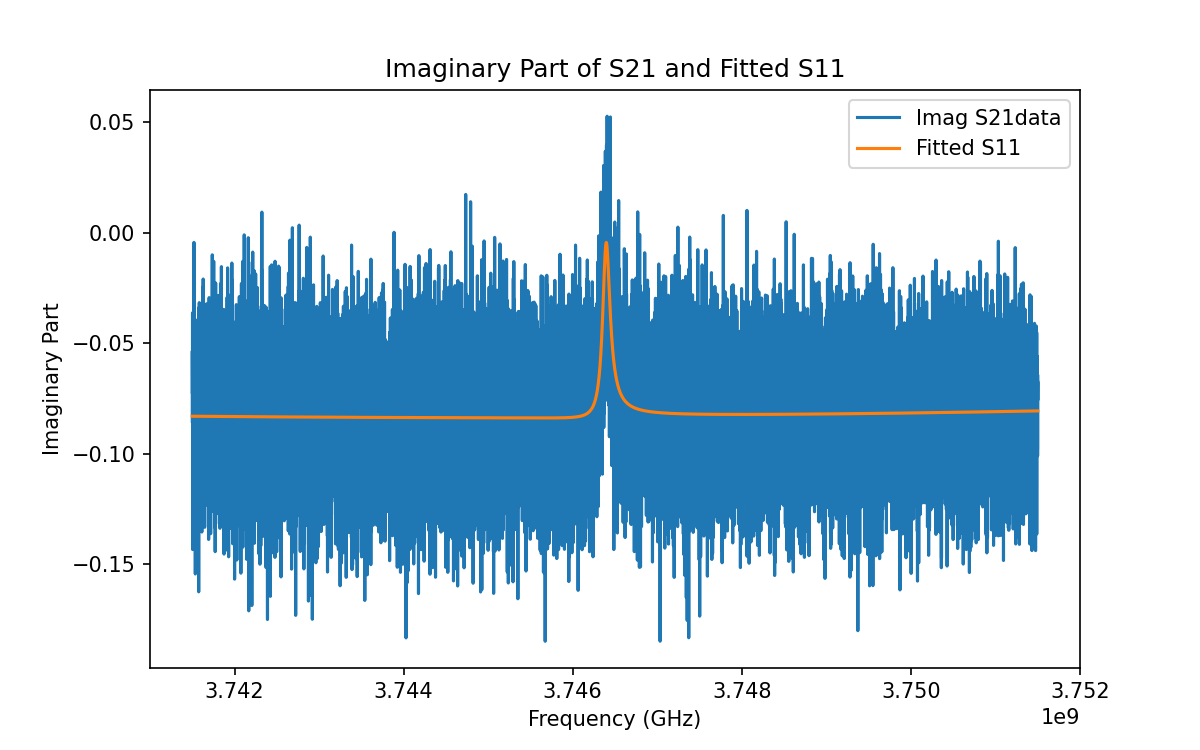 Imaginary Part of S21 and Fitted S11
Imag S21data
Fitted S11
Imaginary Part
0.05
0.00
−0.05
−0.10
−0.15
3.742 3.744 3.746 3.748 3.750 3.752
1e9
Frequency (GHz)